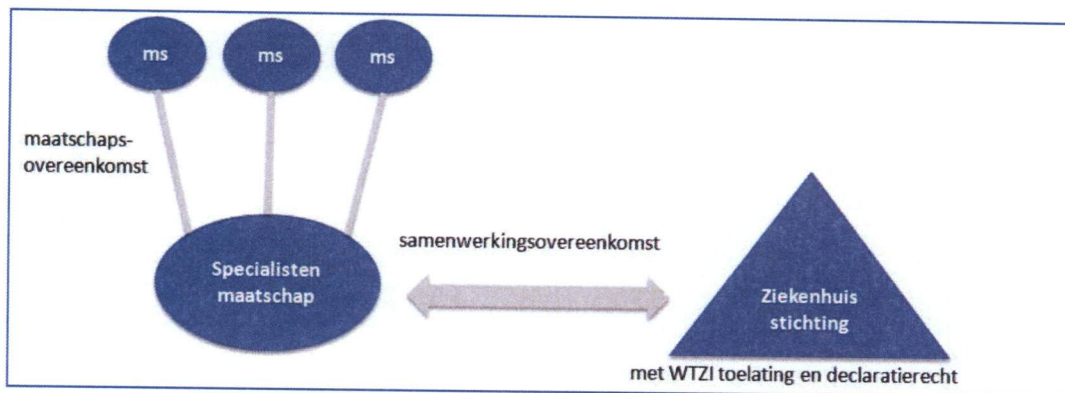 ms
ms
ms
maatschaps-
overeenkomst
samenwerkingsovereenkomst
Specialisten
maatschap
Ziekenhuis
stichting
met WTZI toelating en declaratierecht